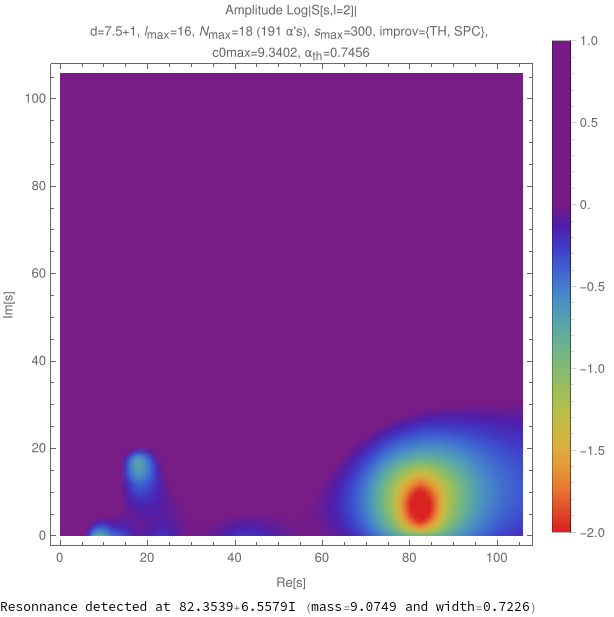 Amplitude Log|S[s,l=2]|
d=7.5+1, lmax=16, Nmax=18 (191 α's), smax=300, improv={TH, SPC},
c0max=9.3402, αth=0.7456
100
80
60
40
20
0
Im[s]
0 20 40 60 80 100
Re[s]
1.0
0.5
0.
-0.5
-1.0
-1.5
-2.0
Resonnance detected at 82.3539+6.5579I (mass=9.0749 and width=0.7226)